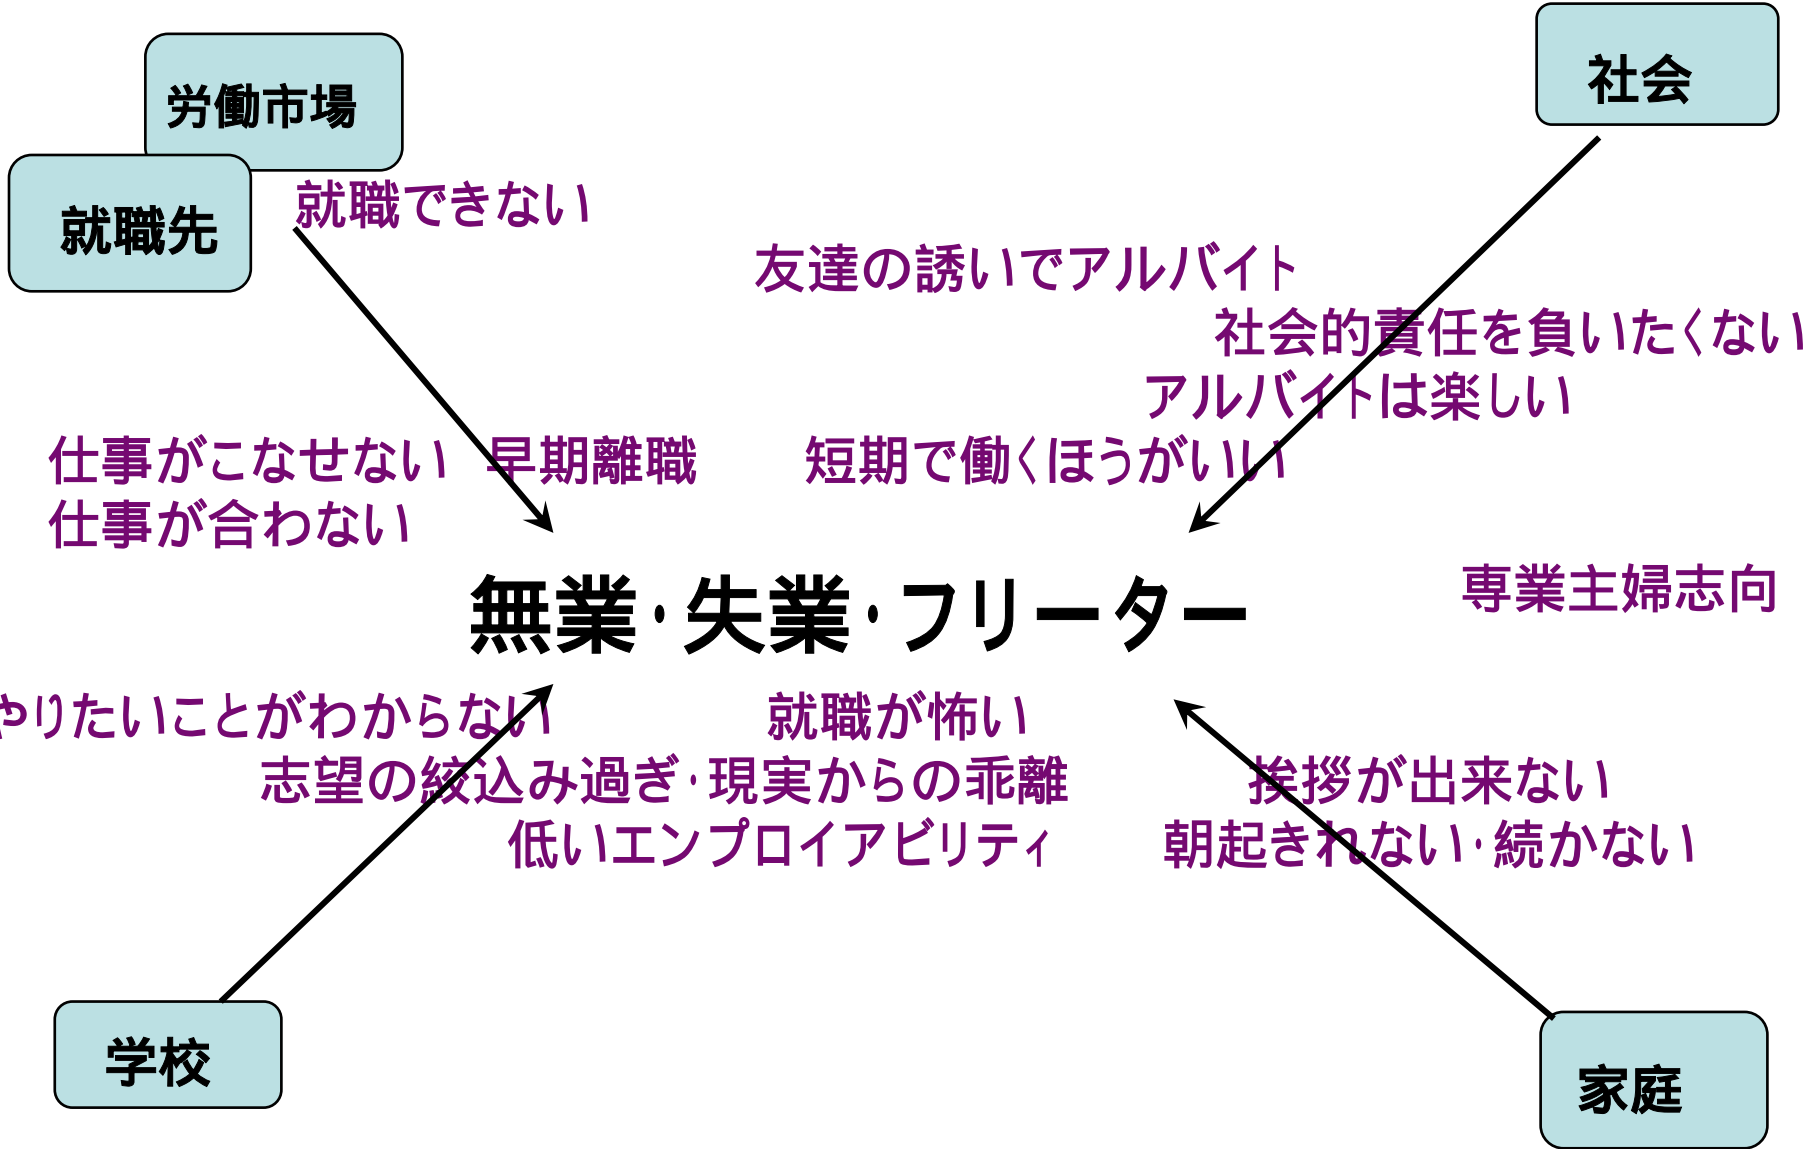 社会
労働市場
就職先
就職できない
友達の誘いでアルバイト
社会的責任を負いたくない
アルバイトは楽しい
仕事がこなせない 早期離職 短期で働くほうがいい
仕事が合わない
専業主婦志向
無業・失業・フリーター
やりたいことがわからない 就職が怖い
志望の絞込み過ぎ・現実からの乖離 挨拶が出来ない
低いエンプロイアビリティ 朝起きれない・続かない
学校
家庭